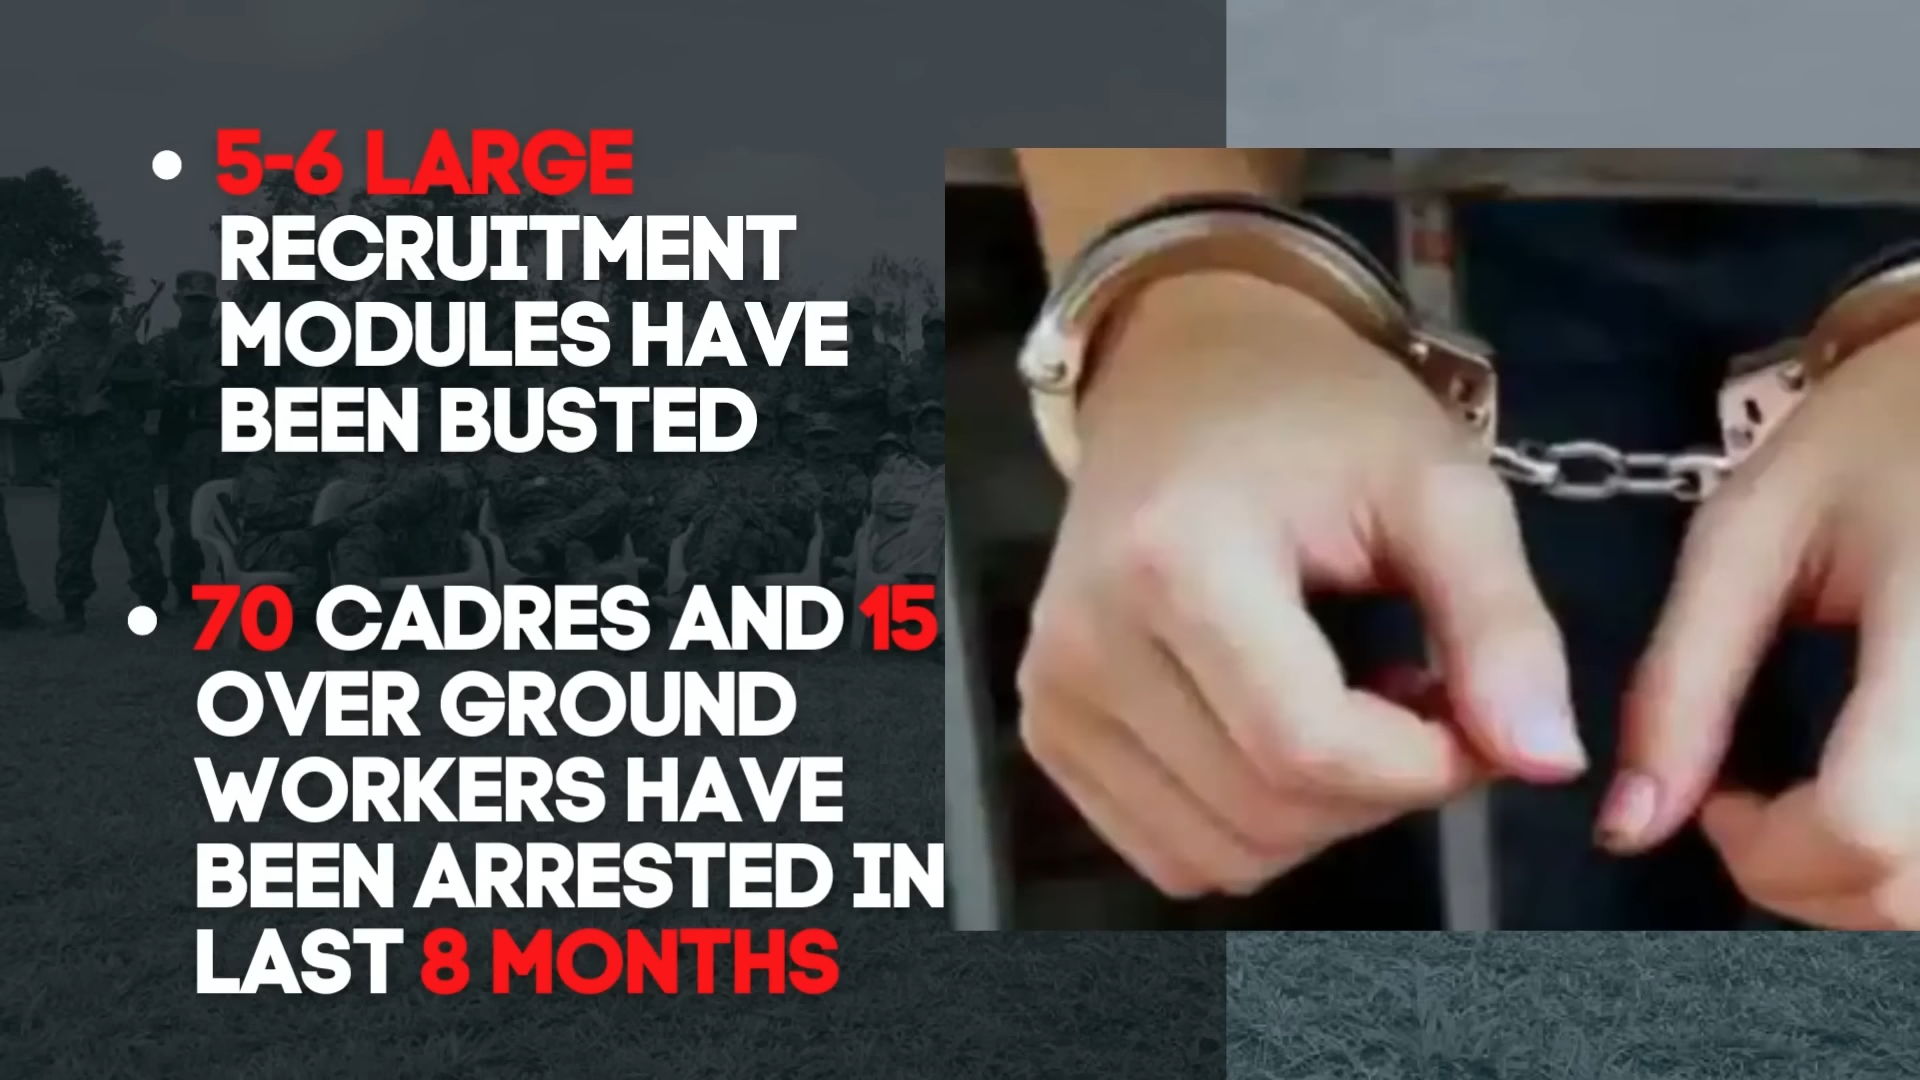 5-6 LARGE
RECRUITMENT
MODULES HAVE
BEEN BUSTED
70 CADRES AND 15
OVER GROUND
WORKERS HAVE
BEEN ARRESTED IN
LAST 8 MONTHS